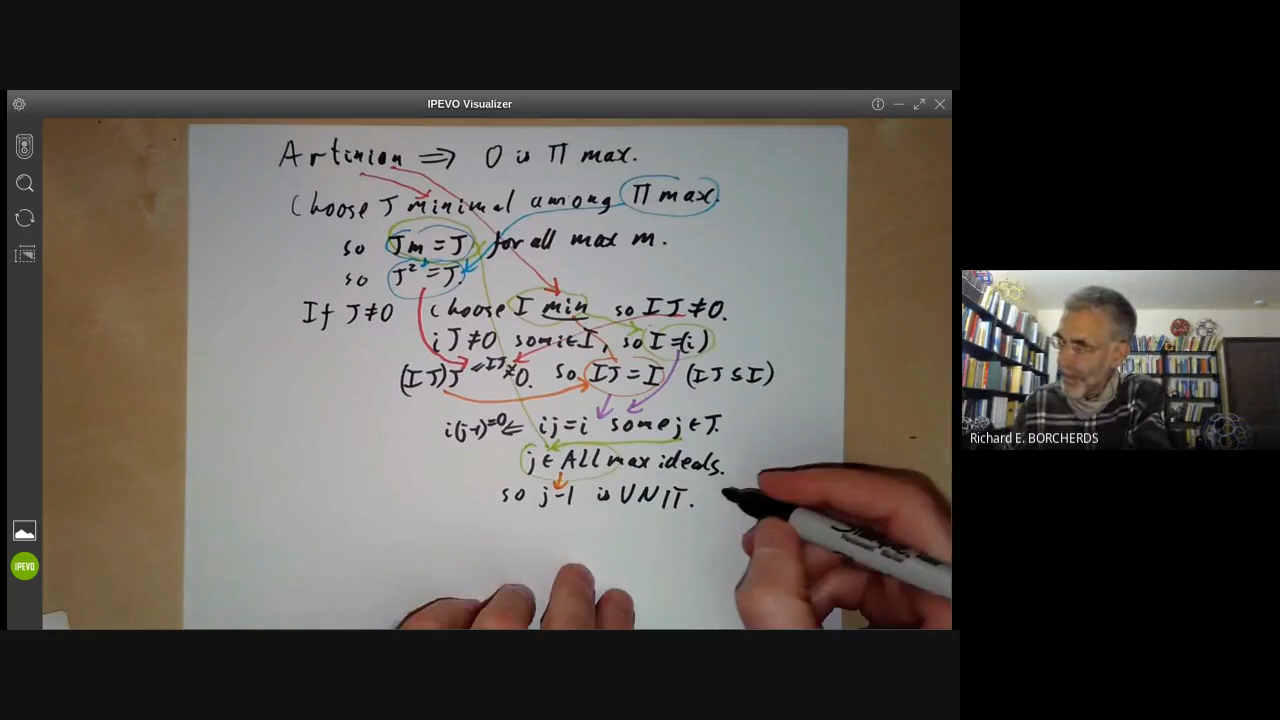 IPEVO Visualizer
Artinian ⇒ 0 is Π max.
Choose J minimal among Π max.
so Jm = J for all max m.
so J² = J.
If J≠0 choose I min so IJ≠0.
iJ≠0 some i∈I, so I=(i)
(IJ)J = IJ ≠0. so IJ = I (IJ⊆I)
i(j-1)=0 ⇐ ij=i some j∈J.
j∈ALL max ideals.
so j-1 is UNIT.
Richard E. BORCHERDS
IPEVO